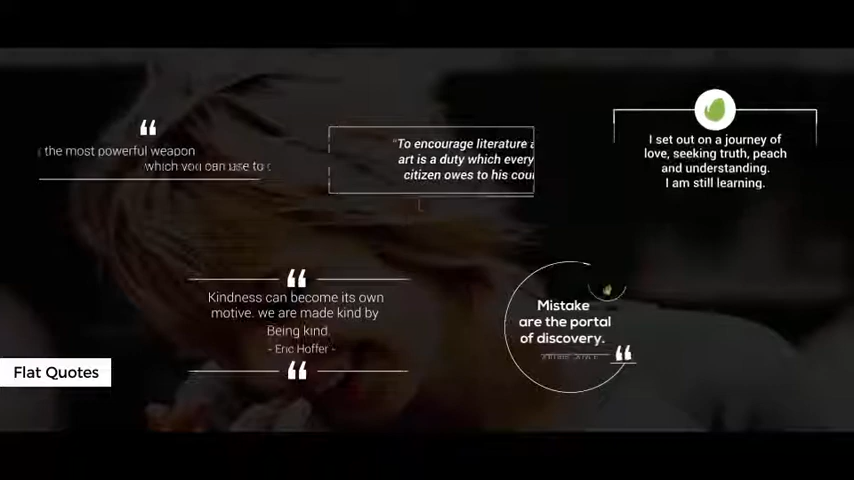 the most powerful weapon
which you can use to
"To encourage literature
art is a duty which every
citizen owes to his
I set out on a journey of
love, seeking truth, peach
and understanding.
I am still learning.
Kindness can become its own
motive. we are made kind by
Being kind.
- Eric Hoffer -
Mistake
are the portal
of discovery.
Flat Quotes